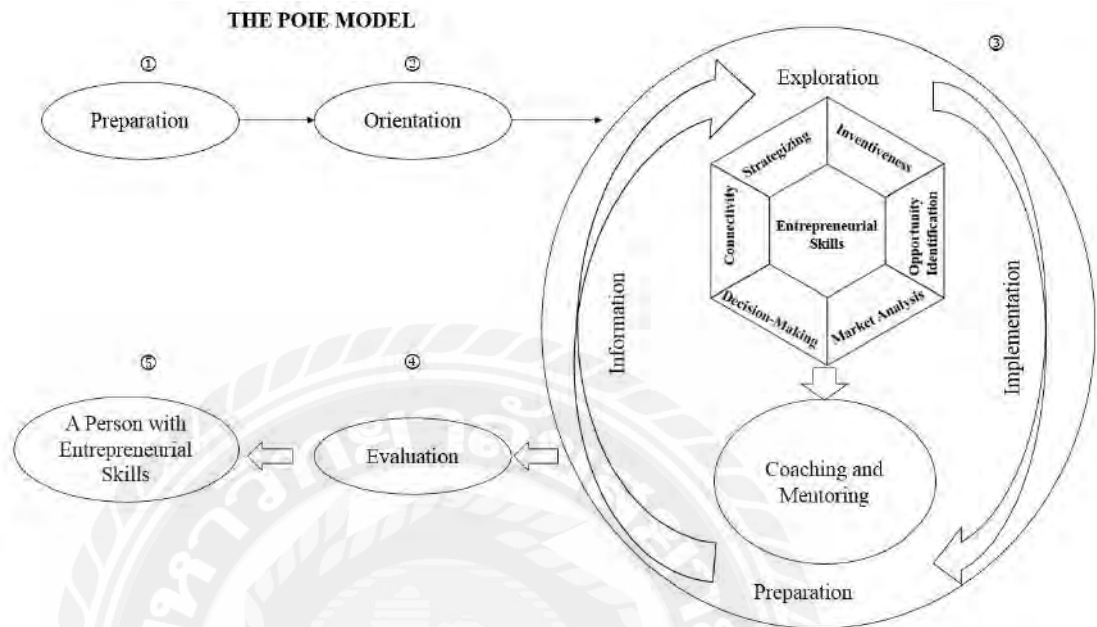 THE POIE MODEL
①
Preparation
②
Orientation
③
Exploration
Strategizing
Inventiveness
Connectivity
Entrepreneurial
Skills
Opportunity
Identification
Decision-Making
Market Analysis
Information
Implementation
Coaching and
Mentoring
Preparation
④
Evaluation
⑤
A Person with
Entrepreneurial
Skills